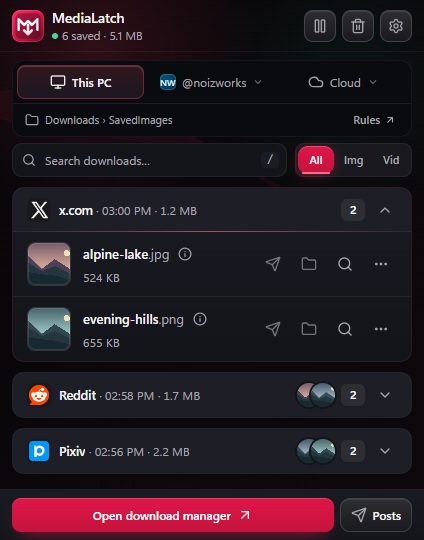 MediaLatch
6 saved · 5.1 MB
This PC
NW @noizworks
Cloud
Downloads › SavedImages
Rules
Search downloads...
/
All
Img
Vid
x.com · 03:00 PM · 1.2 MB
2
alpine-lake.jpg
524 KB
evening-hills.png
655 KB
Reddit · 02:58 PM · 1.7 MB
2
Pixiv · 02:56 PM · 2.2 MB
2
Open download manager
Posts